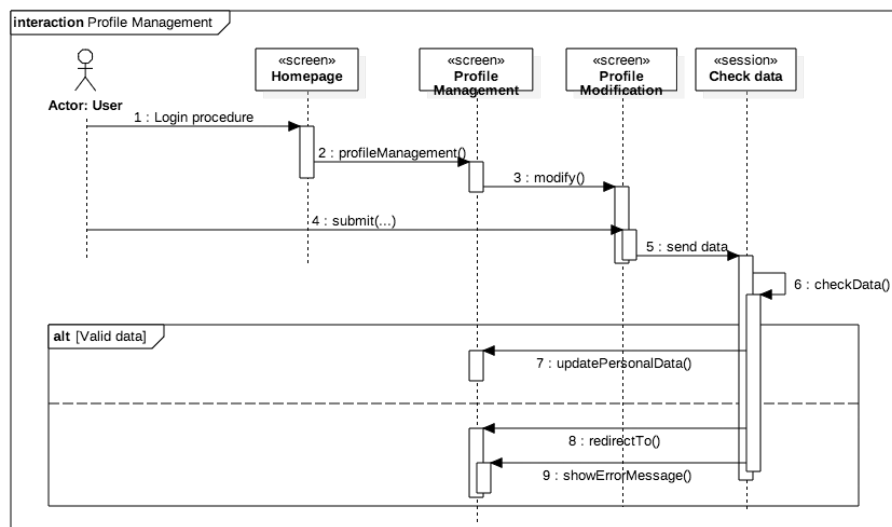 interaction Profile Management
Actor: User
«screen»
Homepage
«screen»
Profile
Management
«screen»
Profile
Modification
«session»
Check data
1 : Login procedure
2 : profileManagement()
3 : modify()
4 : submit(...)
5 : send data
6 : checkData()
alt [Valid data]
7 : updatePersonalData()
8 : redirectTo()
9 : showErrorMessage()